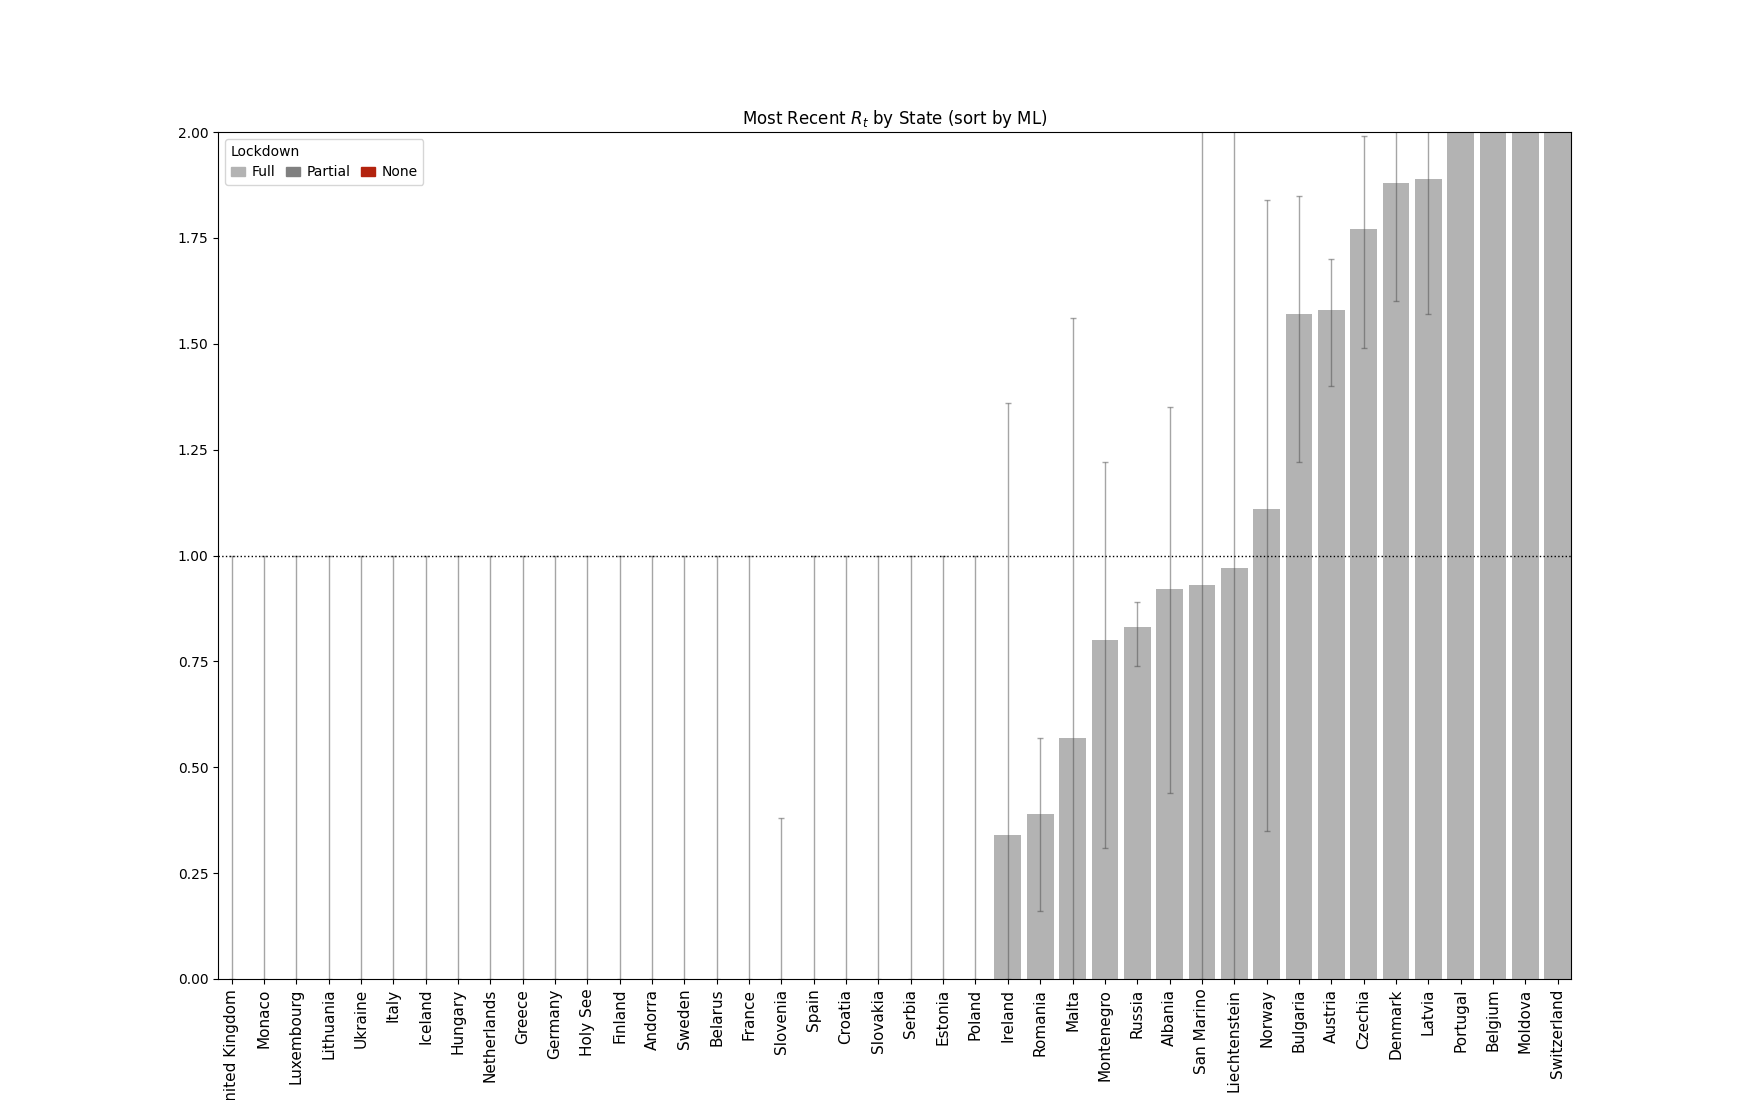 Most Recent Rt by State (sort by ML)
2.00
Lockdown
Full Partial None
1.75
1.50
1.25
1.00
0.75
0.50
0.25
0.00
nited Kingdom
Monaco
Luxembourg
Lithuania
Ukraine
Italy
Iceland
Hungary
Netherlands
Greece
Germany
Holy See
Finland
Andorra
Sweden
Belarus
France
Slovenia
Spain
Croatia
Slovakia
Serbia
Estonia
Poland
Ireland
Romania
Malta
Montenegro
Russia
Albania
San Marino
Liechtenstein
Norway
Bulgaria
Austria
Czechia
Denmark
Latvia
Portugal
Belgium
Moldova
Switzerland